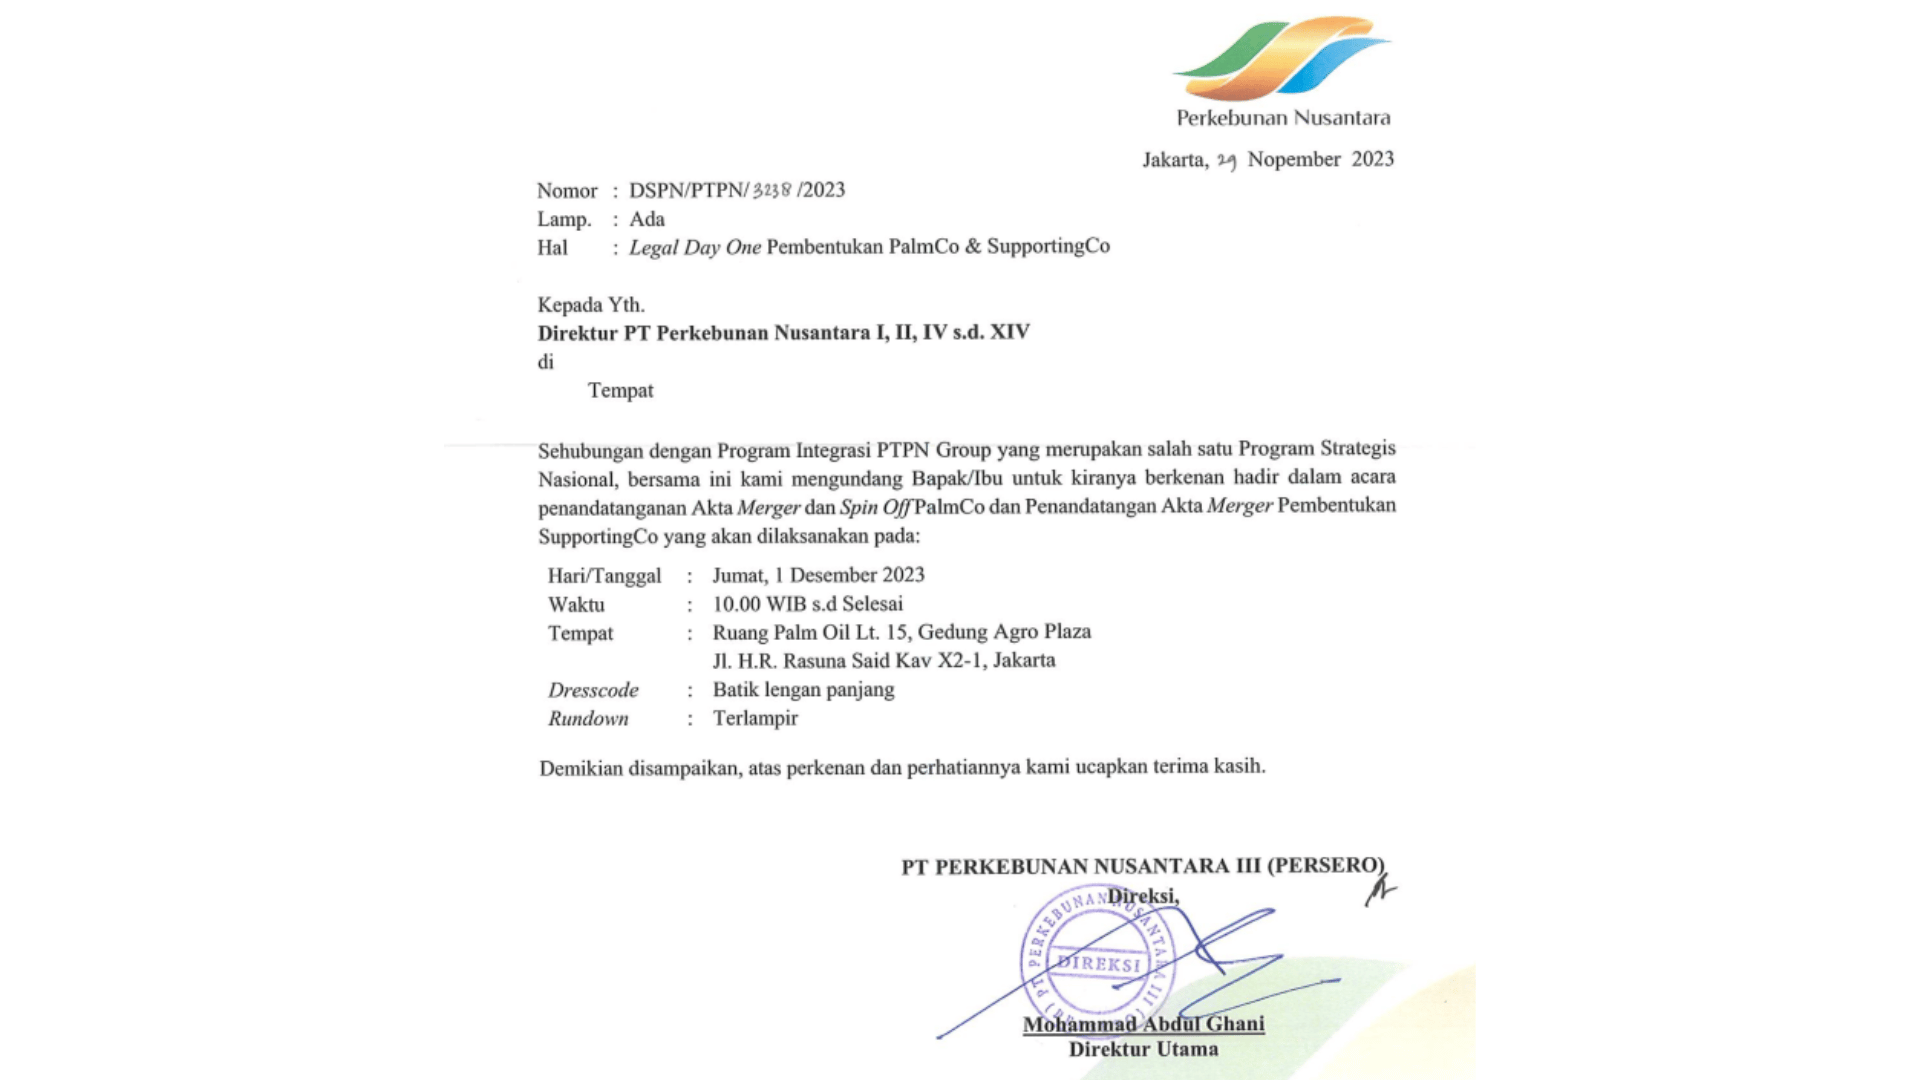 Perkebunan Nusantara
Jakarta, 29 Nopember 2023
Nomor : DSPN/PTPN/3238/2023
Lamp. : Ada
Hal : Legal Day One Pembentukan PalmCo & SupportingCo
Kepada Yth.
Direktur PT Perkebunan Nusantara I, II, IV s.d. XIV
di
Tempat
Sehubungan dengan Program Integrasi PTPN Group yang merupakan salah satu Program Strategis
Nasional, bersama ini kami mengundang Bapak/Ibu untuk kiranya berkenan hadir dalam acara
penandatanganan Akta Merger dan Spin Off PalmCo dan Penandatangan Akta Merger Pembentukan
SupportingCo yang akan dilaksanakan pada:
Hari/Tanggal : Jumat, 1 Desember 2023
Waktu : 10.00 WIB s.d Selesai
Tempat : Ruang Palm Oil Lt. 15, Gedung Agro Plaza
Jl. H.R. Rasuna Said Kav X2-1, Jakarta
Dresscode : Batik lengan panjang
Rundown : Terlampir
Demikian disampaikan, atas perkenan dan perhatiannya kami ucapkan terima kasih.
PT PERKEBUNAN NUSANTARA III (PERSERO)
Direksi,
PT PERKEBUNAN NUSANTARA III
DIREKSI
Mohammad Abdul Ghani
Direktur Utama